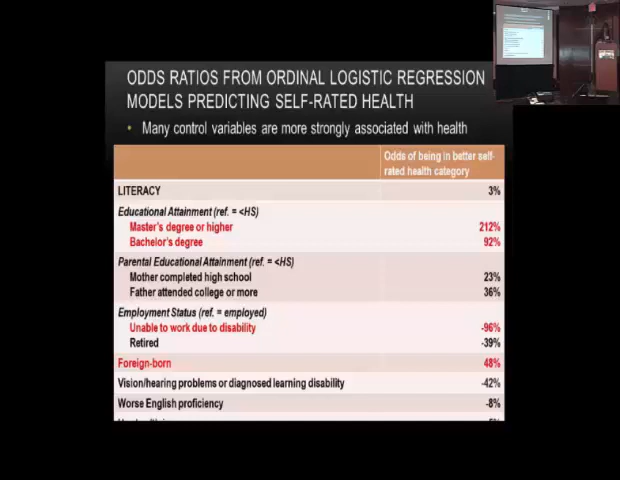 ODDS RATIOS FROM ORDINAL LOGISTIC REGRESSION
MODELS PREDICTING SELF-RATED HEALTH
• Many control variables are more strongly associated with health
Odds of being in better self-
rated health category
LITERACY 3%
Educational Attainment (ref. = <HS)
Master's degree or higher 212%
Bachelor's degree 92%
Parental Educational Attainment (ref. = <HS)
Mother completed high school 23%
Father attended college or more 36%
Employment Status (ref. = employed)
Unable to work due to disability -96%
Retired -39%
Foreign-born 48%
Vision/hearing problems or diagnosed learning disability -42%
Worse English proficiency -8%